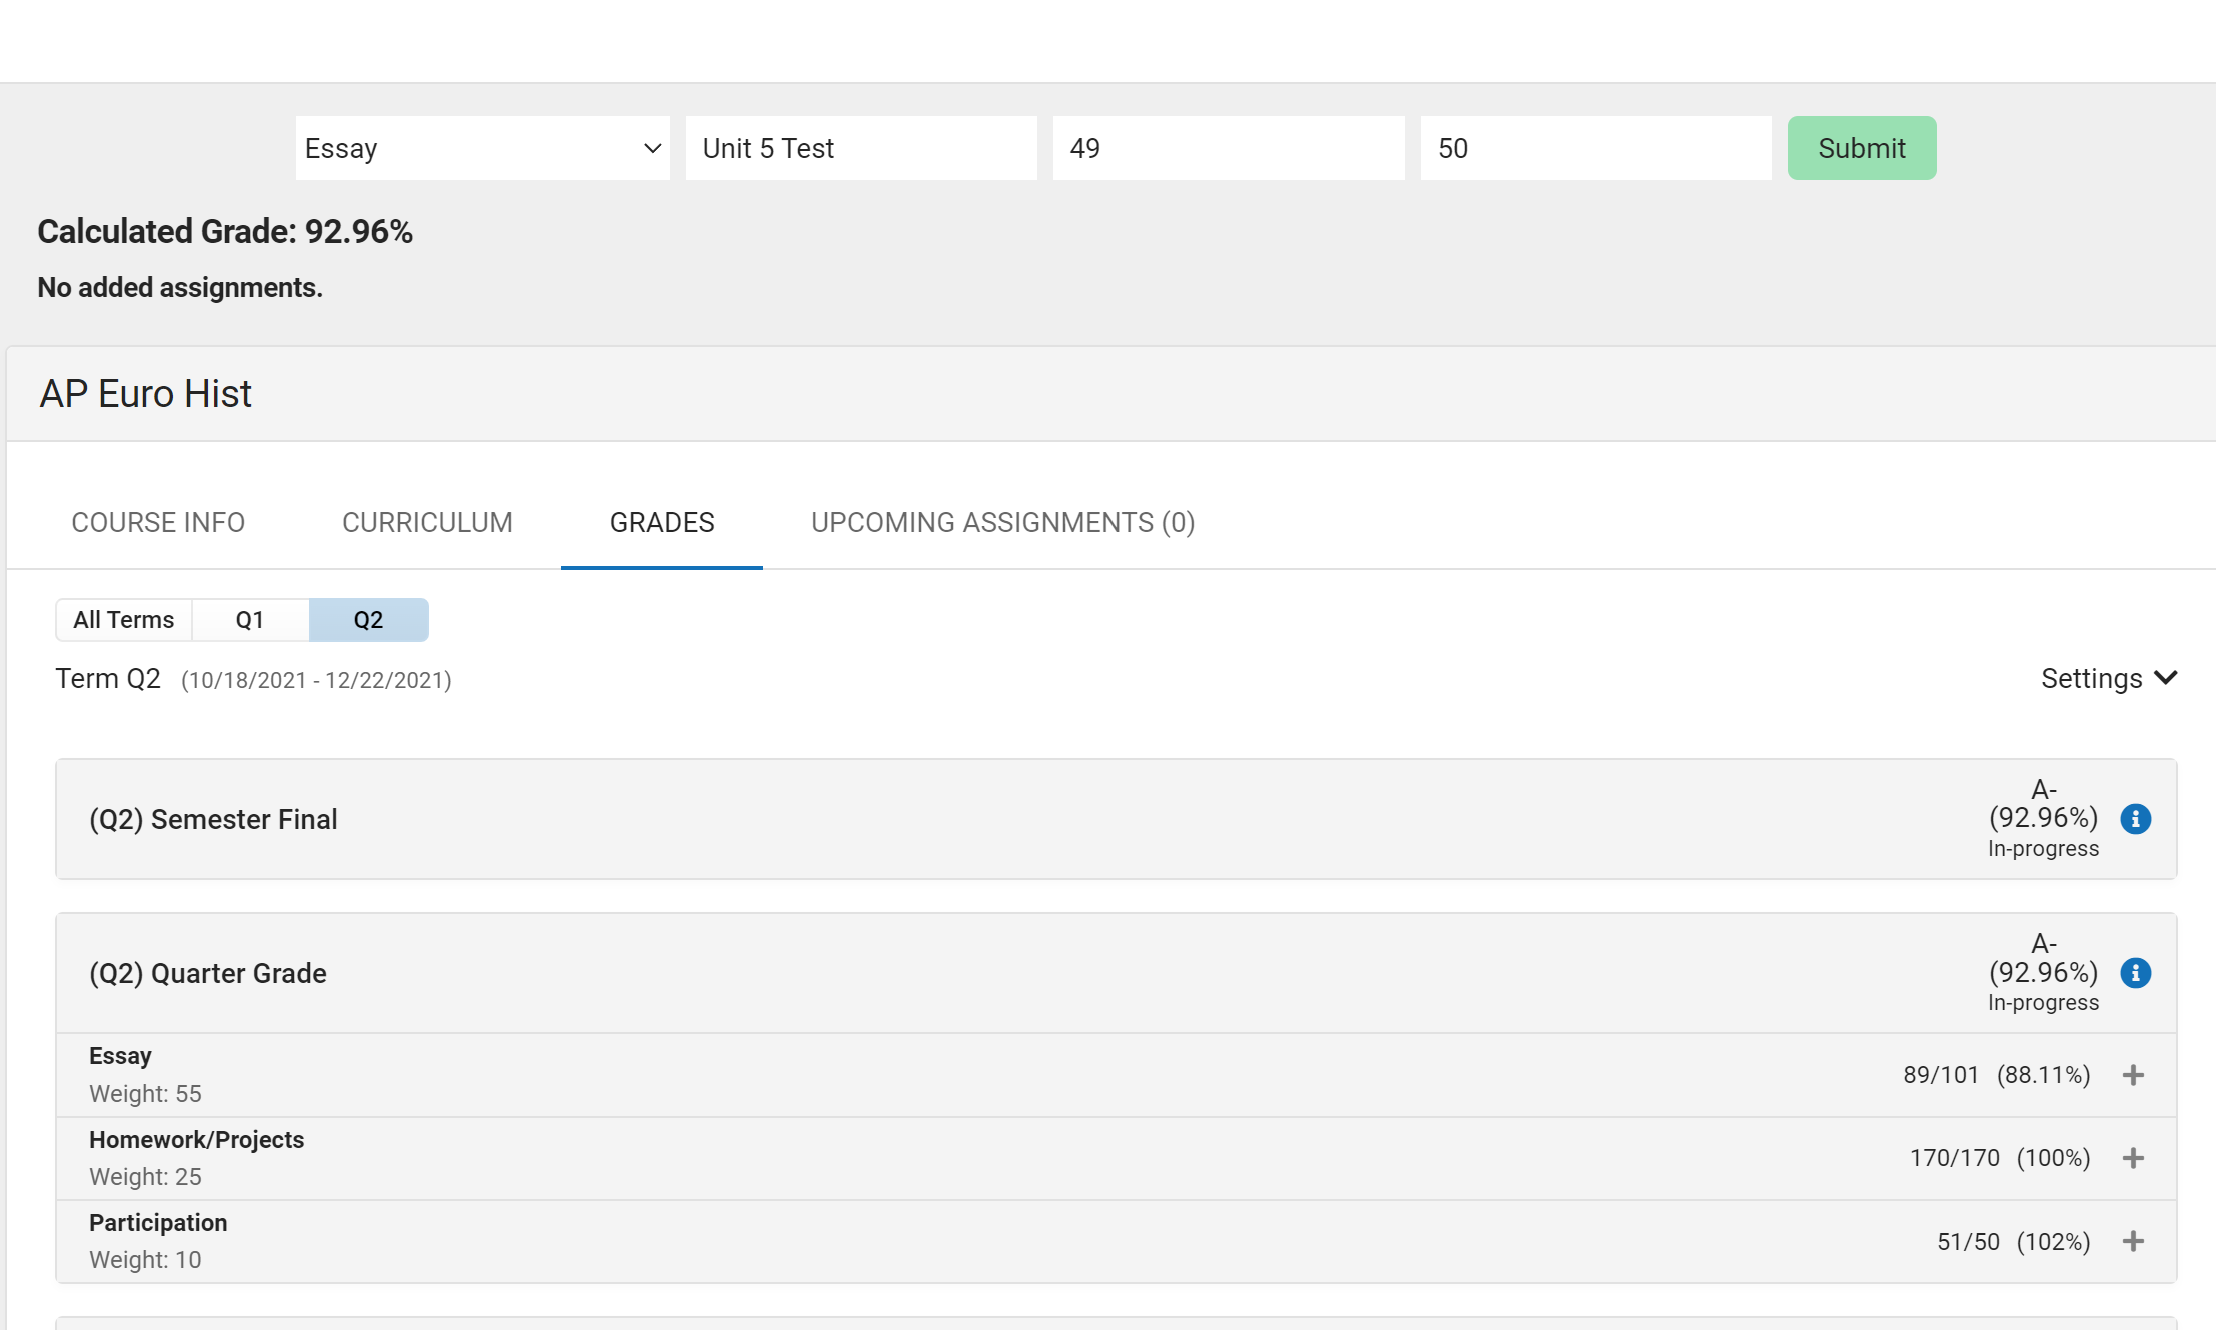 Essay
Unit 5 Test
49
50
Submit
Calculated Grade: 92.96%
No added assignments.
AP Euro Hist
COURSE INFO
CURRICULUM
GRADES
UPCOMING ASSIGNMENTS (0)
All Terms
Q1
Q2
Term Q2 (10/18/2021 - 12/22/2021)
Settings
(Q2) Semester Final
A-
(92.96%)
In-progress
(Q2) Quarter Grade
A-
(92.96%)
In-progress
Essay
Weight: 55
89/101 (88.11%)
Homework/Projects
Weight: 25
170/170 (100%)
Participation
Weight: 10
51/50 (102%)